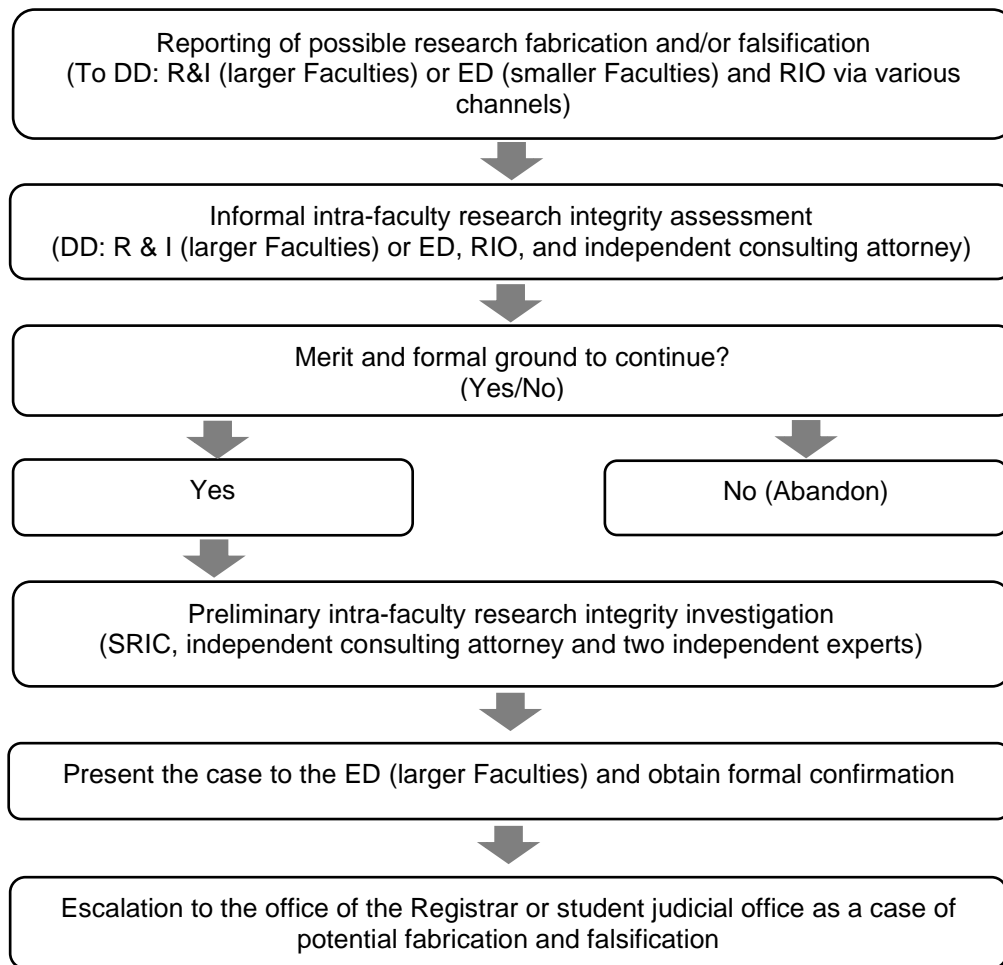 Reporting of possible research fabrication and/or falsification
(To DD: R&I (larger Faculties) or ED (smaller Faculties) and RIO via various
channels)
Informal intra-faculty research integrity assessment
(DD: R & I (larger Faculties) or ED, RIO, and independent consulting attorney)
Merit and formal ground to continue?
(Yes/No)
Yes
No (Abandon)
Preliminary intra-faculty research integrity investigation
(SRIC, independent consulting attorney and two independent experts)
Present the case to the ED (larger Faculties) and obtain formal confirmation
Escalation to the office of the Registrar or student judicial office as a case of
potential fabrication and falsification